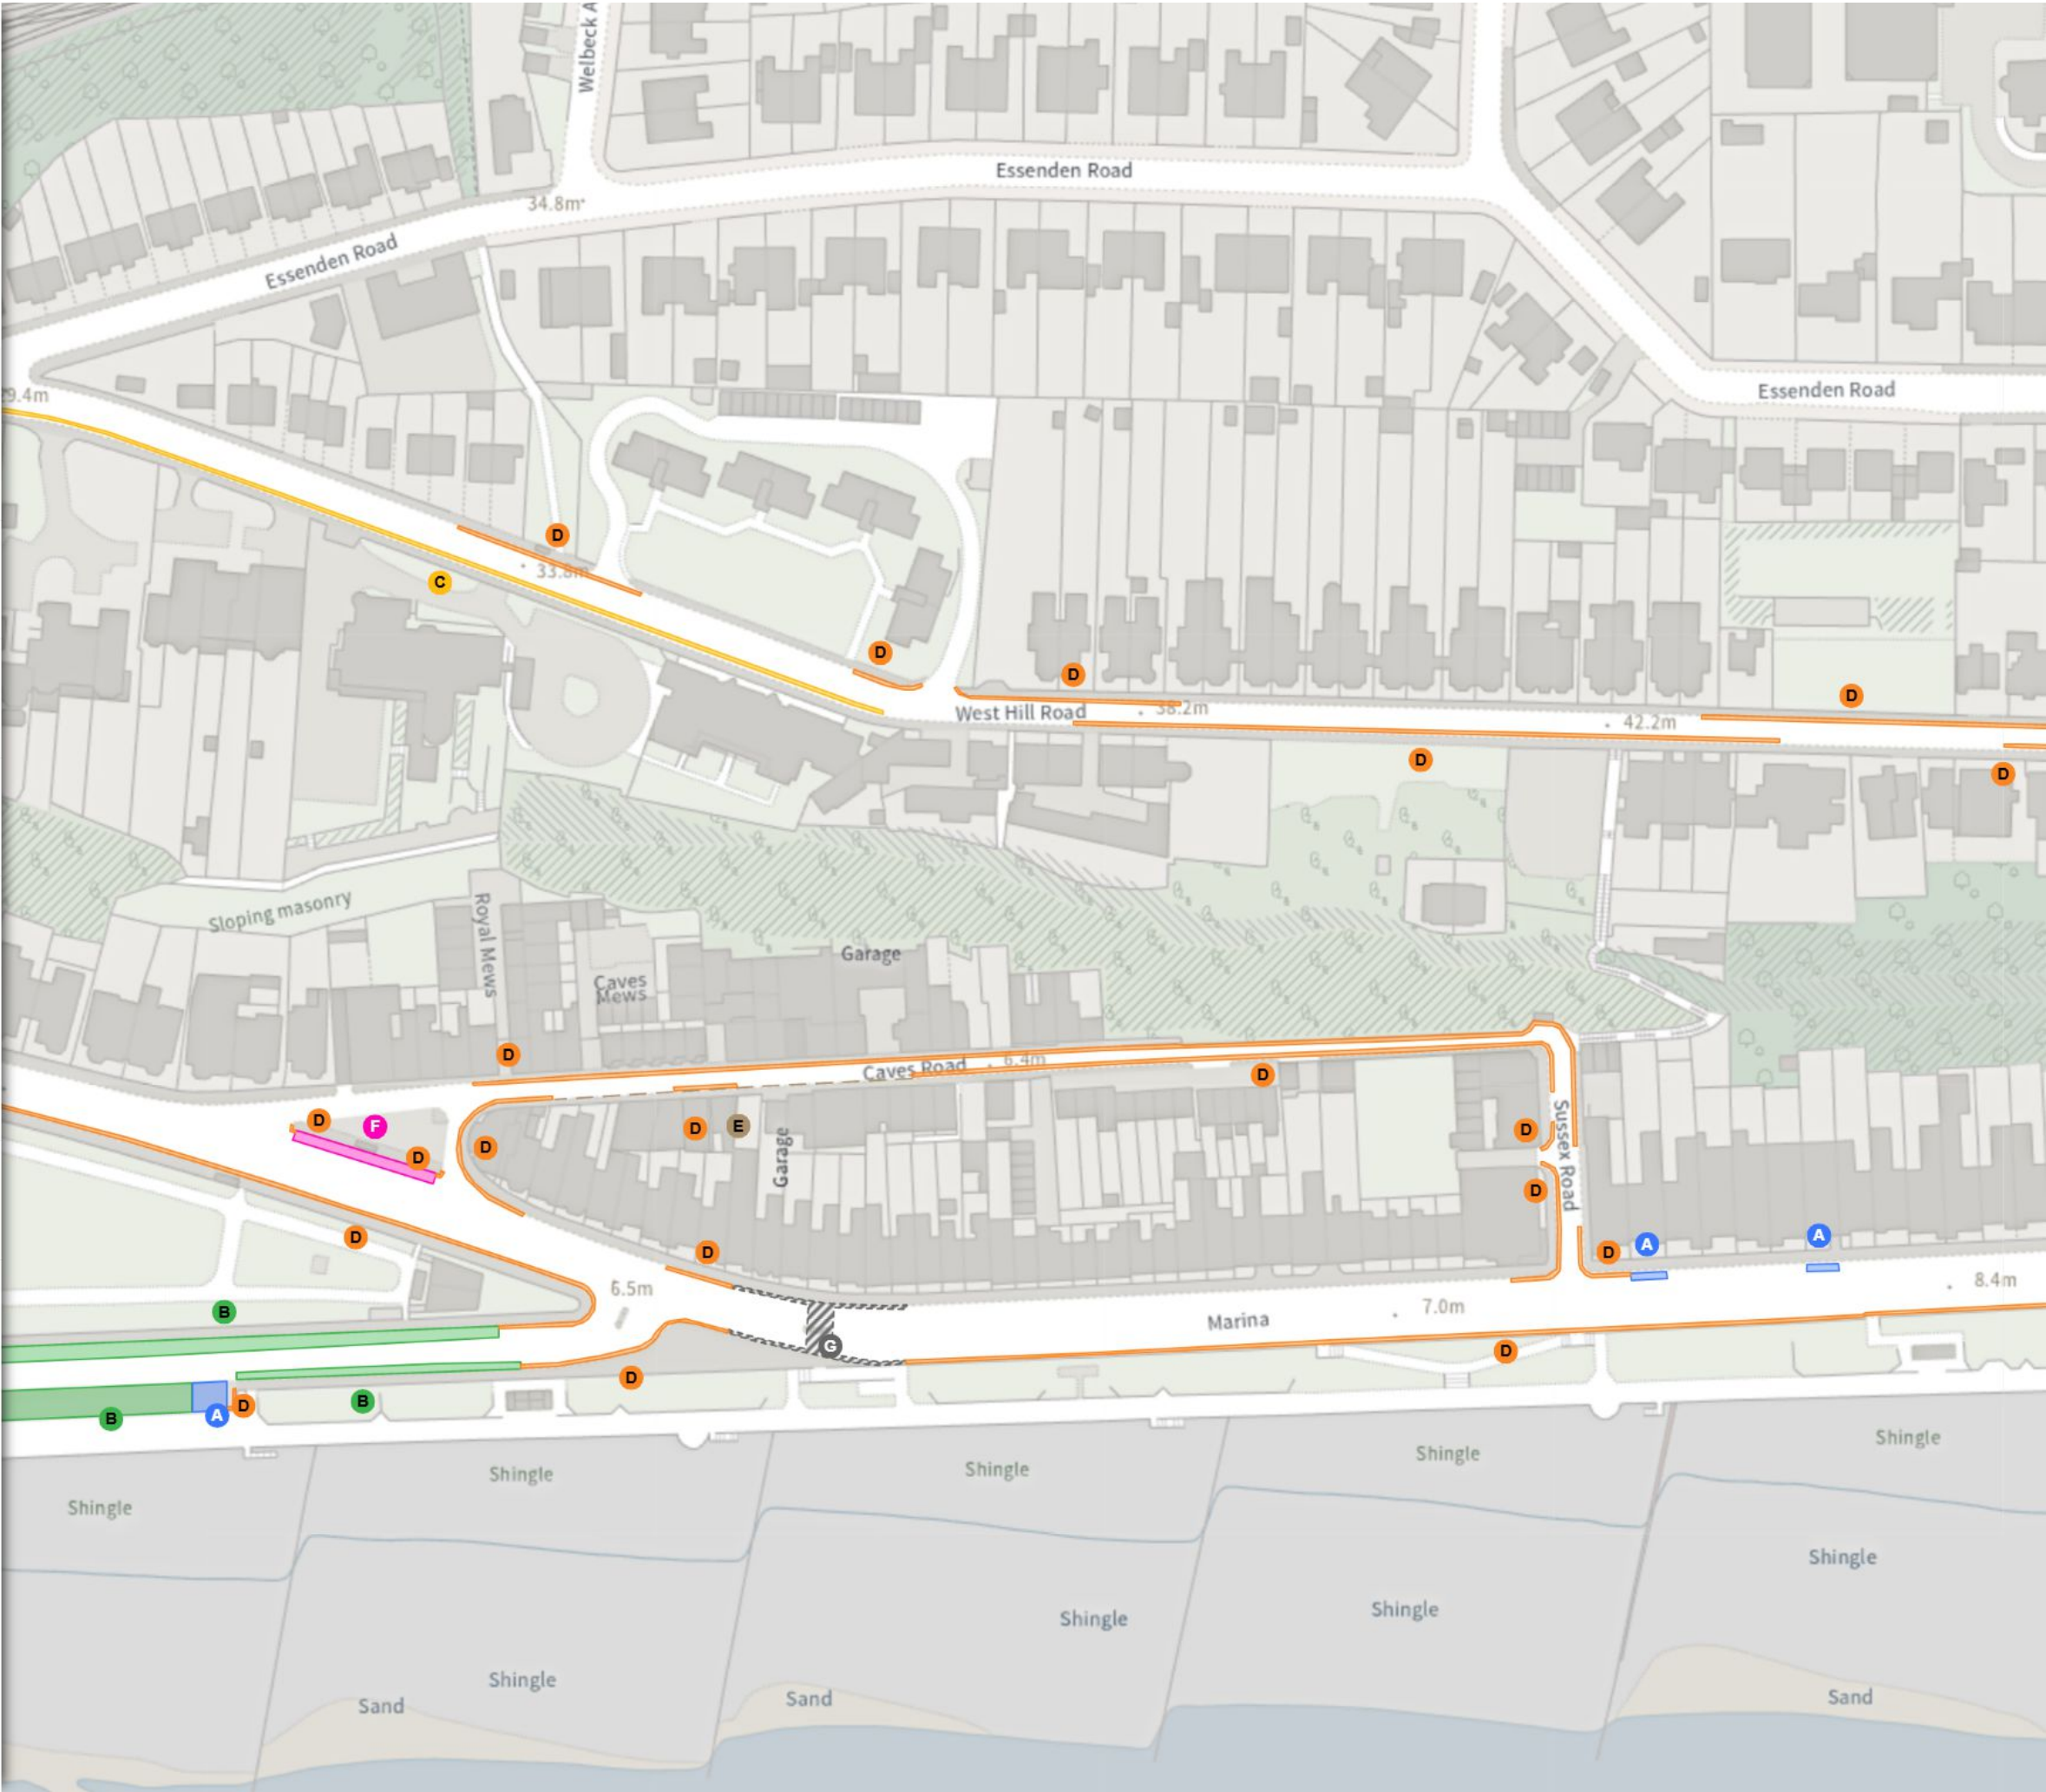 Welbeck A
Essenden Road
34.8m
Essenden Road
Essenden Road
9.4m
D
33.8m
C
D
D
D
West Hill Road
38.2m
42.2m
D
D
Sloping masonry
Royal Mews
Garage
Caves
Mews
D
6.4m
Caves Road
D
D
F
D
E
D
D
D
Garage
Sussex Road
D
D
D
D
A
A
6.5m
8.4m
B
7.0m
Marina
G
D
D
B
D
A
B
Shingle
Shingle
Shingle
Shingle
Shingle
Shingle
Shingle
Shingle
Shingle
Sand
Sand
Sand